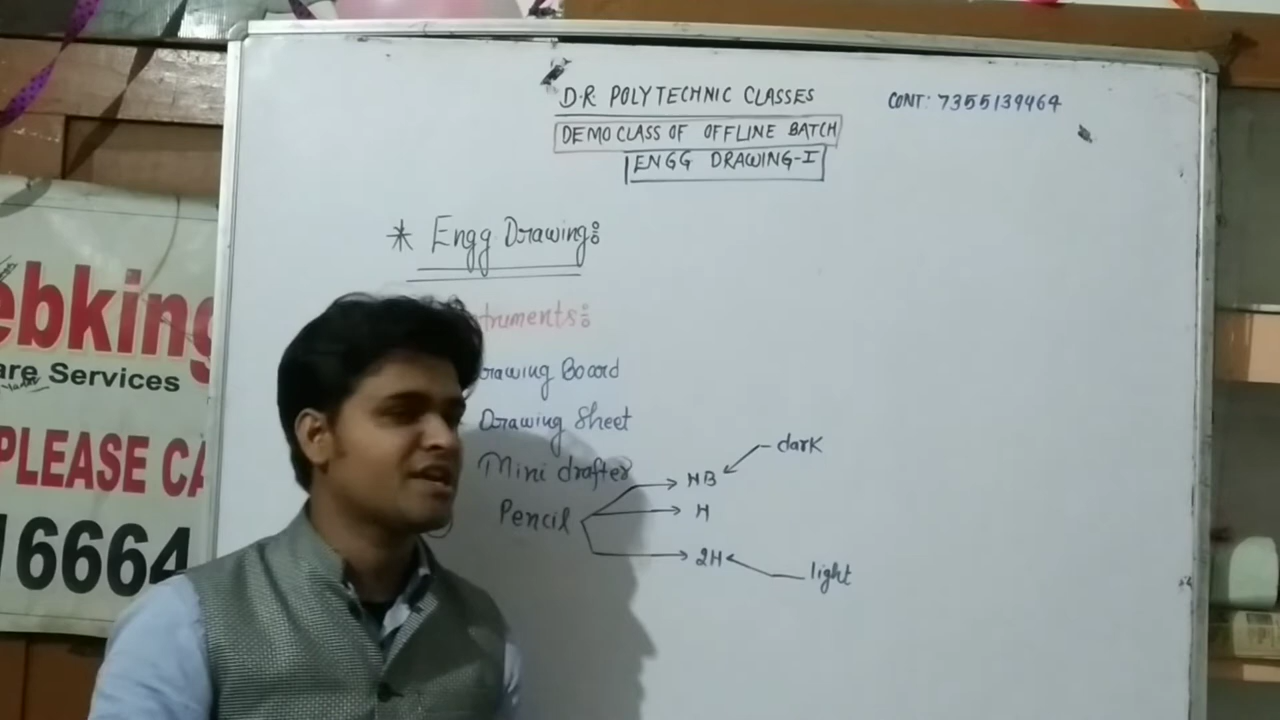 D.R POLYTECHNIC CLASSES
CONT: 7355139464
DEMO CLASS OF OFFLINE BATCH
ENGG DRAWING-I
* Engg Drawing:
truments:
rawing Board
Drawing Sheet
Mini drafter
Pencil
HB
dark
H
2H
light
ebking
are Services
PLEASE CA
16664